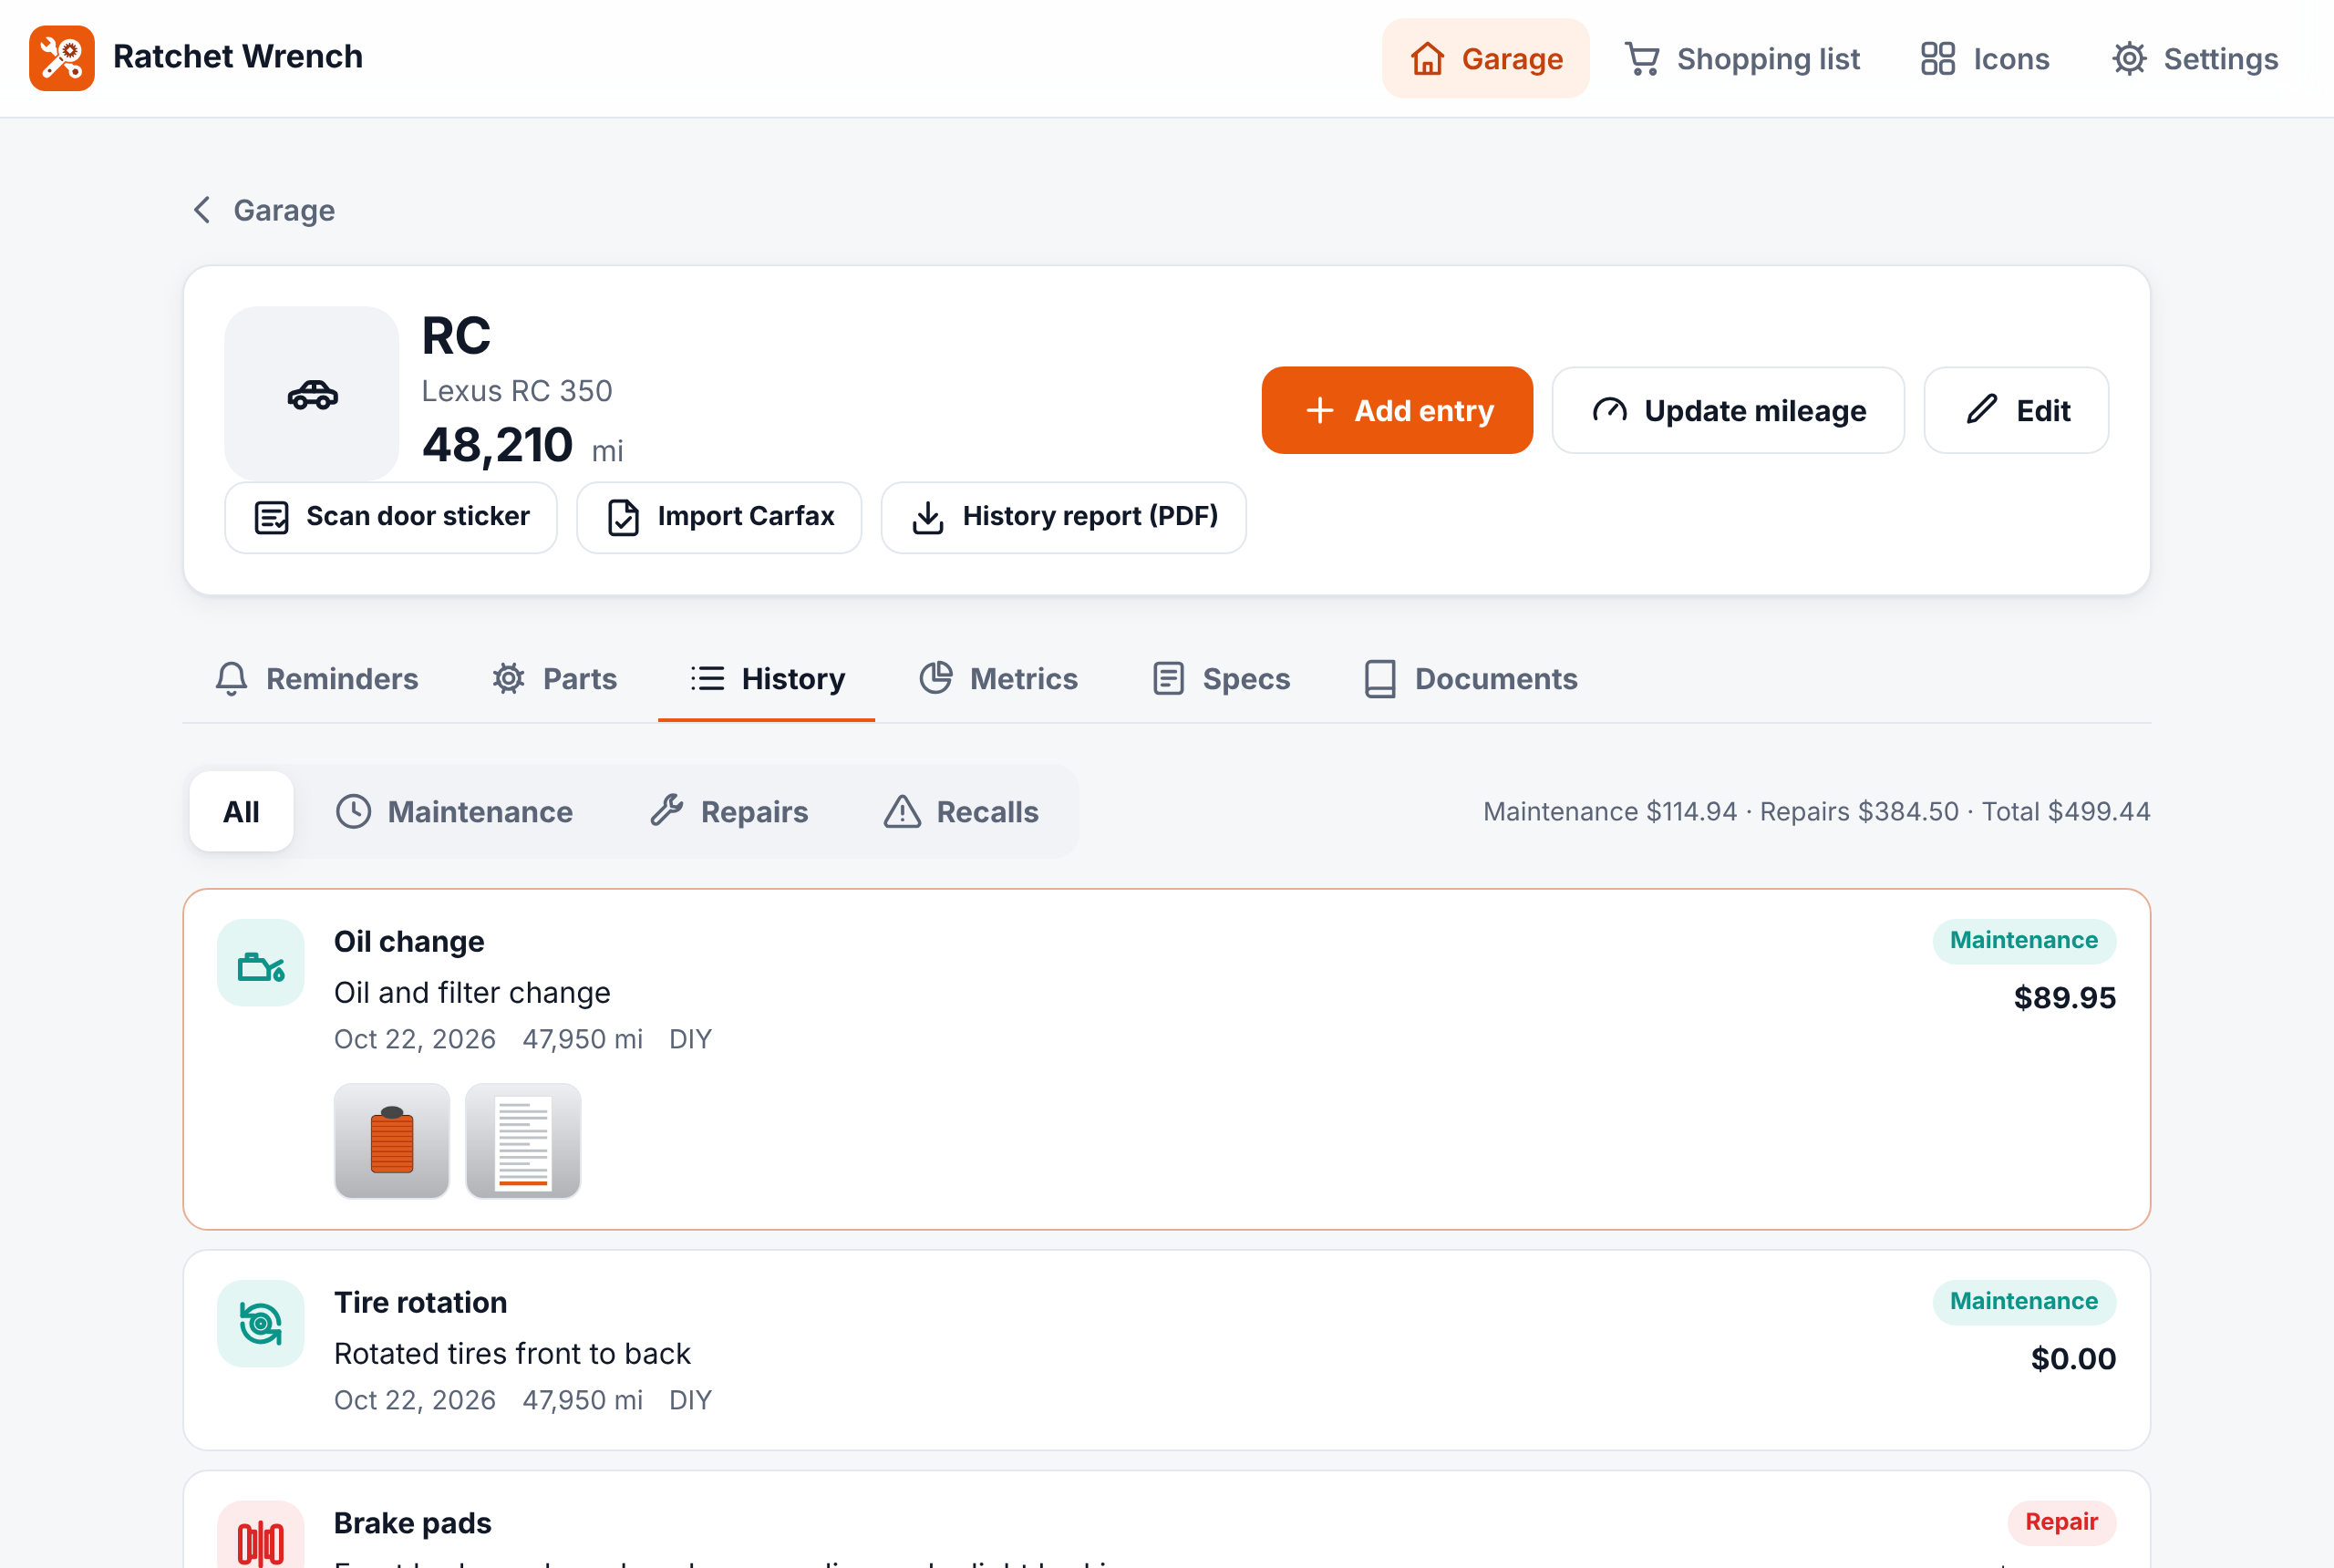 Ratchet Wrench
Garage
Shopping list
Icons
Settings
Garage
RC
Lexus RC 350
48,210 mi
Add entry
Update mileage
Edit
Scan door sticker
Import Carfax
History report (PDF)
Reminders
Parts
History
Metrics
Specs
Documents
All
Maintenance
Repairs
Recalls
Maintenance $114.94 · Repairs $384.50 · Total $499.44
Oil change
Maintenance
Oil and filter change
$89.95
Oct 22, 2026 47,950 mi DIY
Tire rotation
Maintenance
Rotated tires front to back
$0.00
Oct 22, 2026 47,950 mi DIY
Brake pads
Repair